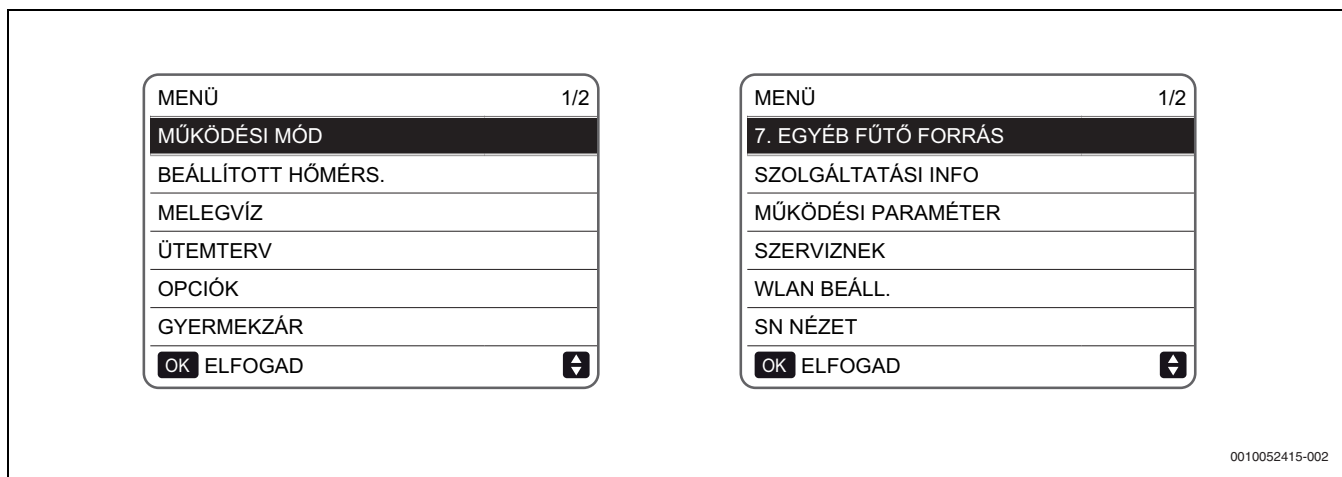 MENÜ 1/2
MŰKÖDÉSI MÓD
BEÁLLÍTOTT HŐMÉRS.
MELEGVÍZ
ÜTEMTERV
OPCIÓK
GYERMEKZÁR
OK ELFOGAD
MENÜ 1/2
7. EGYÉB FŰTŐ FORRÁS
SZOLGÁLTATÁSI INFO
MŰKÖDÉSI PARAMÉTER
SZERVIZNEK
WLAN BEÁLL.
SN NÉZET
OK ELFOGAD
0010052415-002